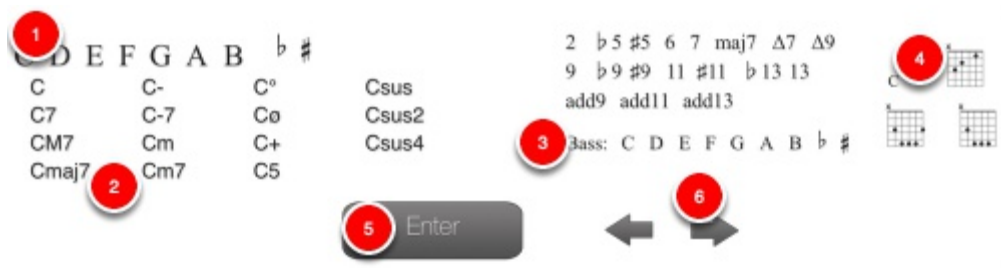 1
C D E F G A B ♭ ♯
C C- C° Csus
C7 C-7 Cø Csus2
CM7 Cm C+ Csus4
Cmaj7 Cm7 C5
2
2 ♭5 ♯5 6 7 maj7 Δ7 Δ9
9 ♭9 ♯9 11 ♯11 ♭13 13
add9 add11 add13
3
Bass: C D E F G A B ♭ ♯
4
C
5
Enter
6